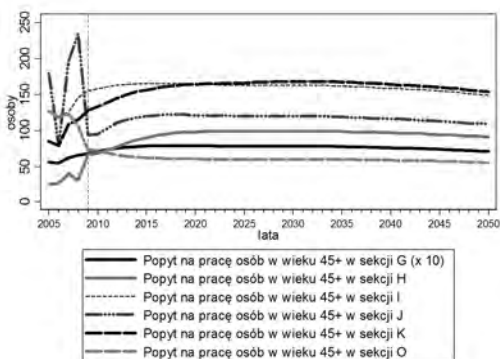 250
200
150
100
50
0
osoby
2005 2010 2015 2020 2025 2030 2035 2040 2045 2050
lata
Popyt na pracę osób w wieku 45+ w sekcji G (x 10)
Popyt na pracę osób w wieku 45+ w sekcji H
Popyt na pracę osób w wieku 45+ w sekcji I
Popyt na pracę osób w wieku 45+ w sekcji J
Popyt na pracę osób w wieku 45+ w sekcji K
Popyt na pracę osób w wieku 45+ w sekcji O